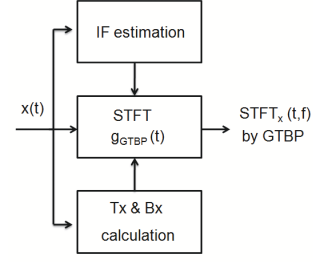 IF estimation
x(t)
STFT
g_GTBP(t)
STFT_x (t,f)
by GTBP
Tx & Bx
calculation